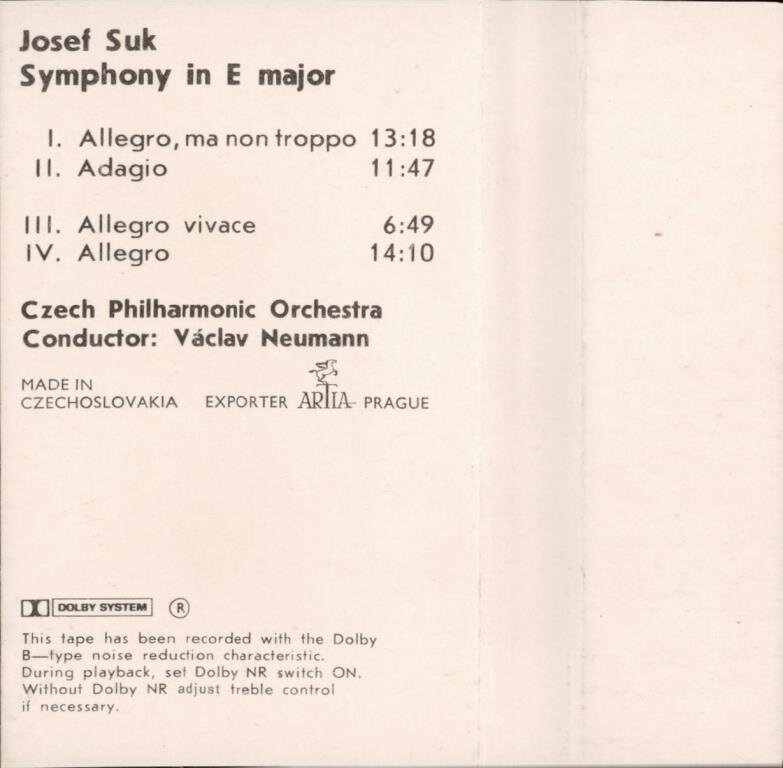 Josef Suk
Symphony in E major
I. Allegro, ma non troppo 13:18
II. Adagio 11:47
III. Allegro vivace 6:49
IV. Allegro 14:10
Czech Philharmonic Orchestra
Conductor: Václav Neumann
MADE IN
CZECHOSLOVAKIA EXPORTER ARTIA PRAGUE
DOLBY SYSTEM ®
This tape has been recorded with the Dolby
B—type noise reduction characteristic.
During playback, set Dolby NR switch ON.
Without Dolby NR adjust treble control
if necessary.